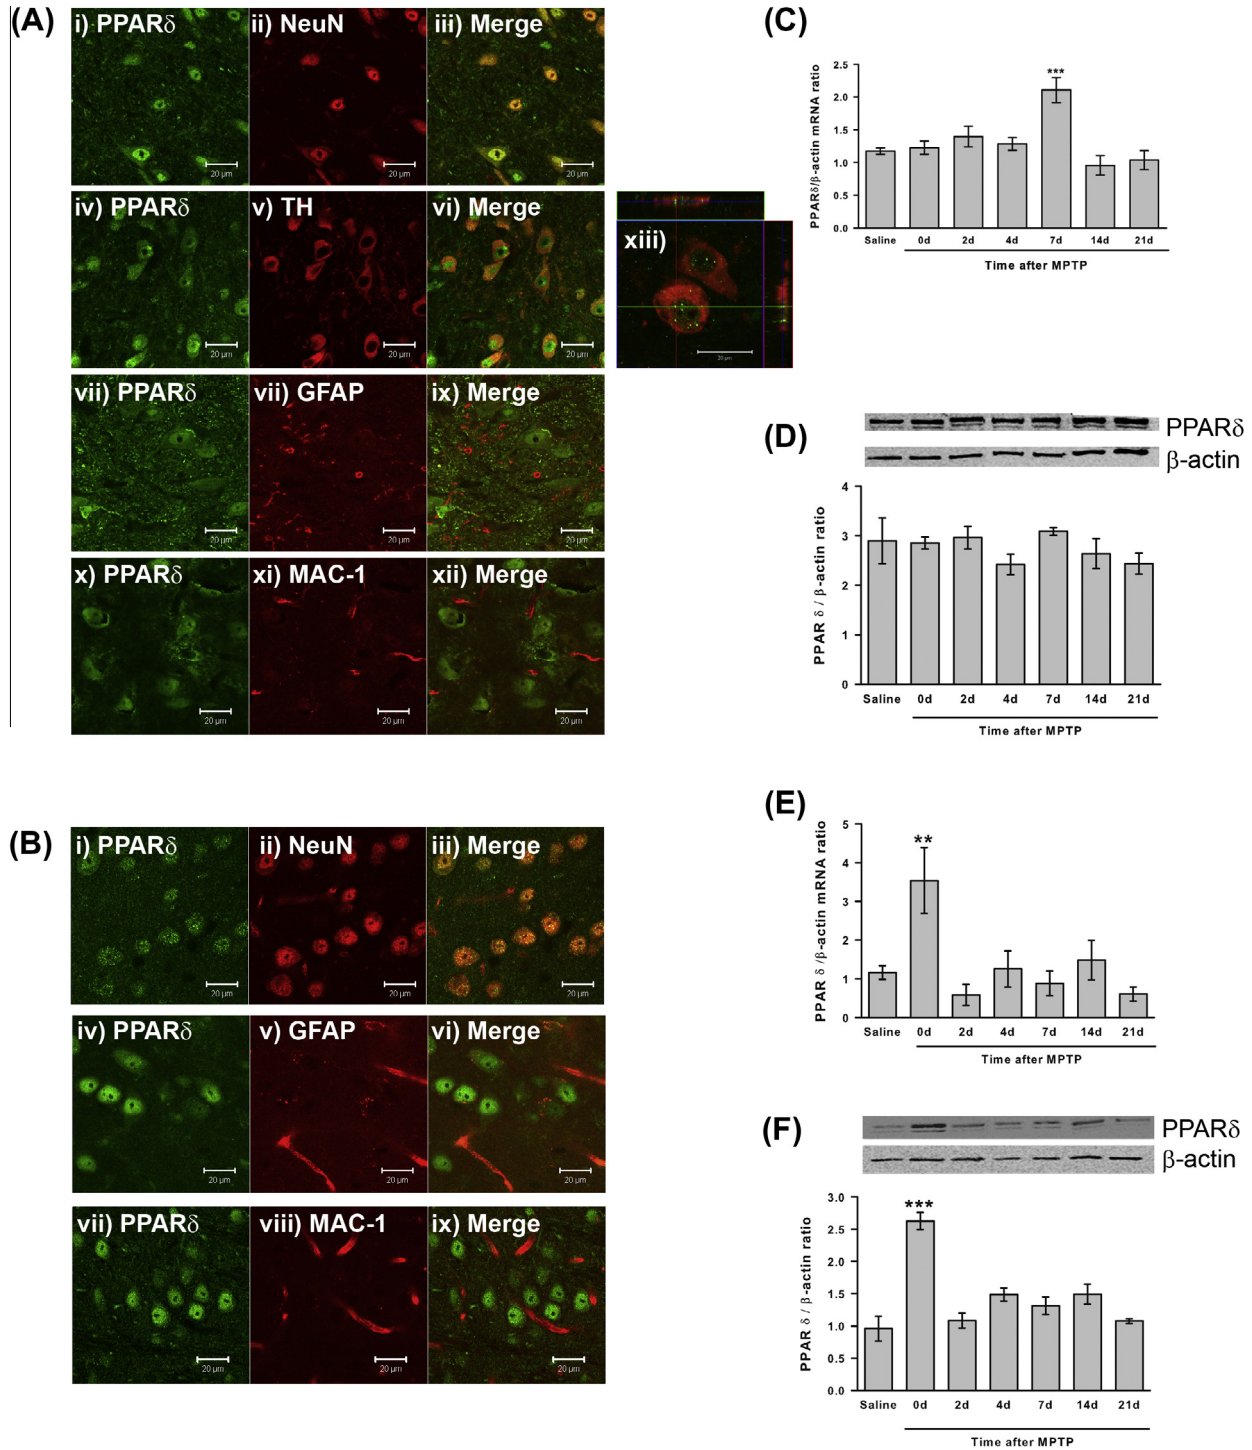 (A)
i) PPARδ
ii) NeuN
iii) Merge
20 µm
20 µm
20 µm
iv) PPARδ
v) TH
vi) Merge
20 µm
20 µm
20 µm
xiii)
20 µm
vii) PPARδ
vii) GFAP
ix) Merge
20 µm
20 µm
20 µm
x) PPARδ
xi) MAC-1
xii) Merge
20 µm
20 µm
20 µm
(B)
i) PPARδ
ii) NeuN
iii) Merge
20 µm
20 µm
20 µm
iv) PPARδ
v) GFAP
vi) Merge
20 µm
20 µm
20 µm
vii) PPARδ
viii) MAC-1
ix) Merge
20 µm
20 µm
20 µm
(C)
PPARδ/β-actin mRNA ratio
2.5
2.0
1.5
1.0
0.5
0.0
***
Saline 0d 2d 4d 7d 14d 21d
Time after MPTP
(D)
PPARδ
β-actin
PPAR δ / β-actin ratio
4
3
2
1
0
Saline 0d 2d 4d 7d 14d 21d
Time after MPTP
(E)
PPAR δ /β-actin mRNA ratio
5
4
3
2
1
0
**
Saline 0d 2d 4d 7d 14d 21d
Time after MPTP
(F)
PPARδ
β-actin
PPAR δ / β-actin ratio
3.0
2.5
2.0
1.5
1.0
0.5
0.0
***
Saline 0d 2d 4d 7d 14d 21d
Time after MPTP